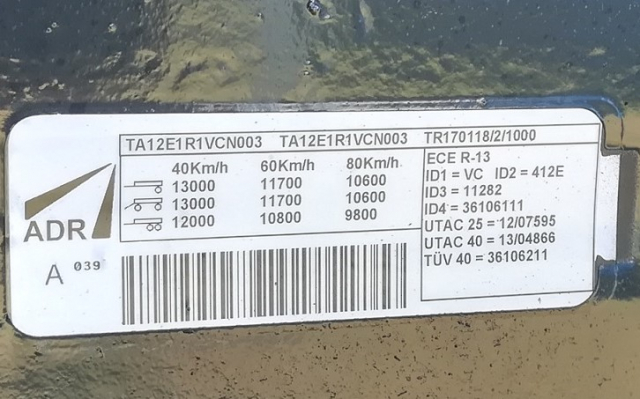 TA12E1R1VCN003 TA12E1R1VCN003 TR170118/2/1000
40Km/h 60Km/h 80Km/h
13000 11700 10600
13000 11700 10600
12000 10800 9800
ECE R-13
ID1 = VC ID2 = 412E
ID3 = 11282
ID4 = 36106111
UTAC 25 = 12/07595
UTAC 40 = 13/04866
TÜV 40 = 36106211
ADR
A 039